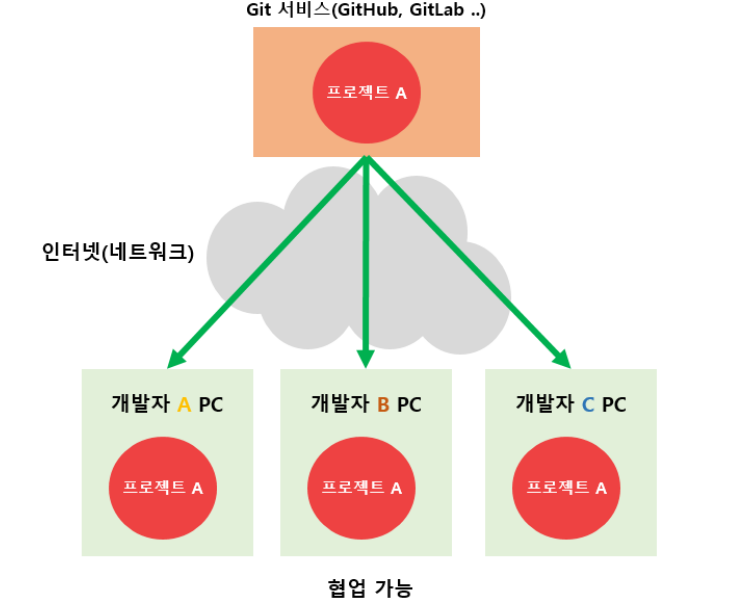 Git 서비스(GitHub, GitLab ..)
프로젝트 A
인터넷(네트워크)
개발자 A PC
개발자 B PC
개발자 C PC
프로젝트 A
프로젝트 A
프로젝트 A
협업 가능